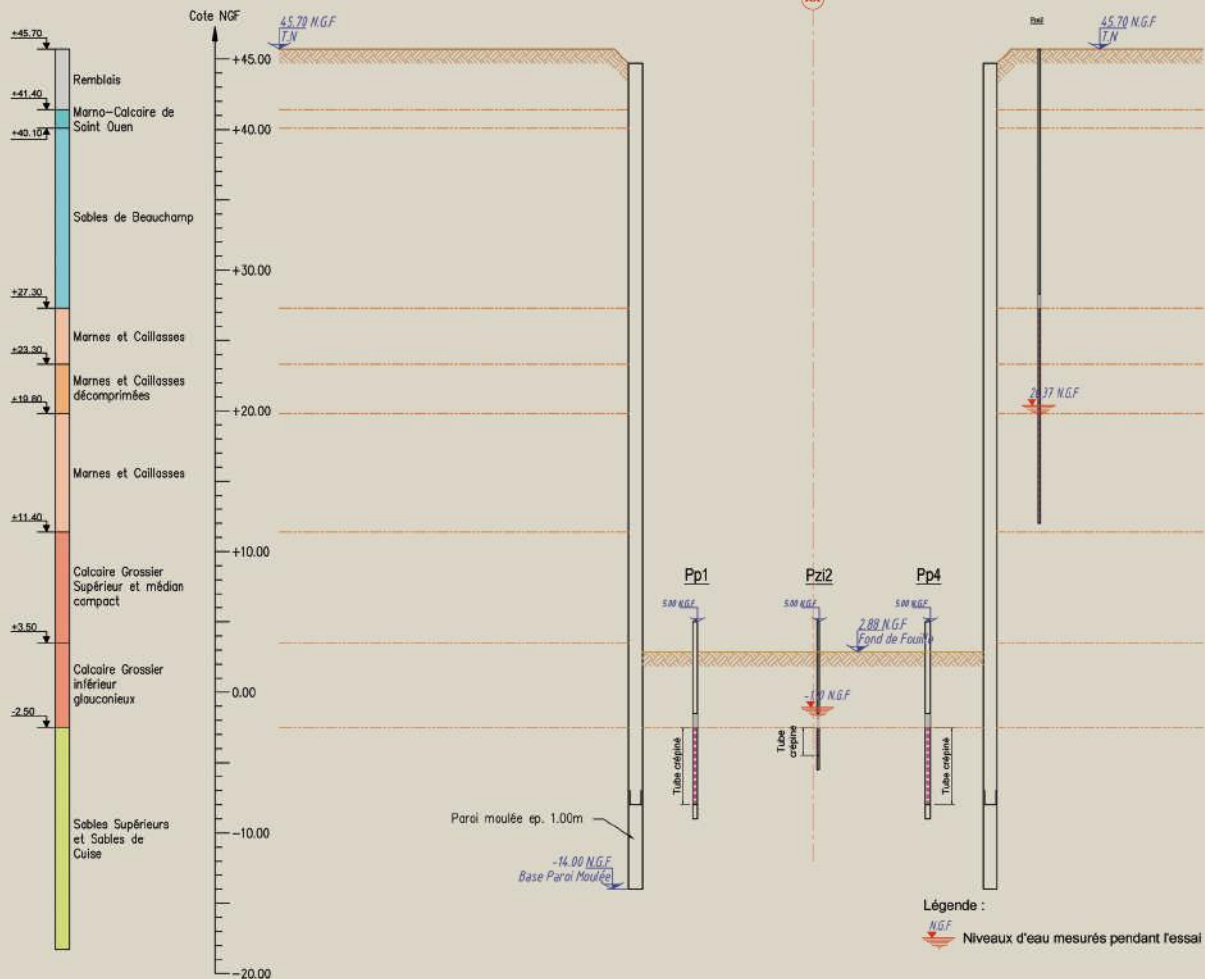 Cote NGF
45.70 N.G.F
T.N
45.70 N.G.F
T.N
+45.70
+41.40
+40.10
+27.30
+23.30
+19.80
+11.40
+3.50
-2.50
Remblais
Marno-Calcaire de
Saint Ouen
Sables de Beauchamp
Marnes et Caillasses
Marnes et Caillasses
décomprimées
Marnes et Caillasses
Calcaire Grossier
Supérieur et médian
compact
Calcaire Grossier
inférieur
glauconieux
Sables Supérieurs
et Sables de
Cuise
+45.00
+40.00
+30.00
+20.00
+10.00
0.00
-10.00
-20.00
N.G.F
Pp1
Pzi2
Pp4
5.00 N.G.F
5.00 N.G.F
5.00 N.G.F
2.88 N.G.F
Fond de Fouille
N.G.F
Tube crépiné
Tube
crépine
Tube crépiné
Paroi moulée ep. 1.00m
-14.00 N.G.F
Base Paroi Moulée
Légende :
N.G.F
Niveaux d'eau mesurés pendant l'essai